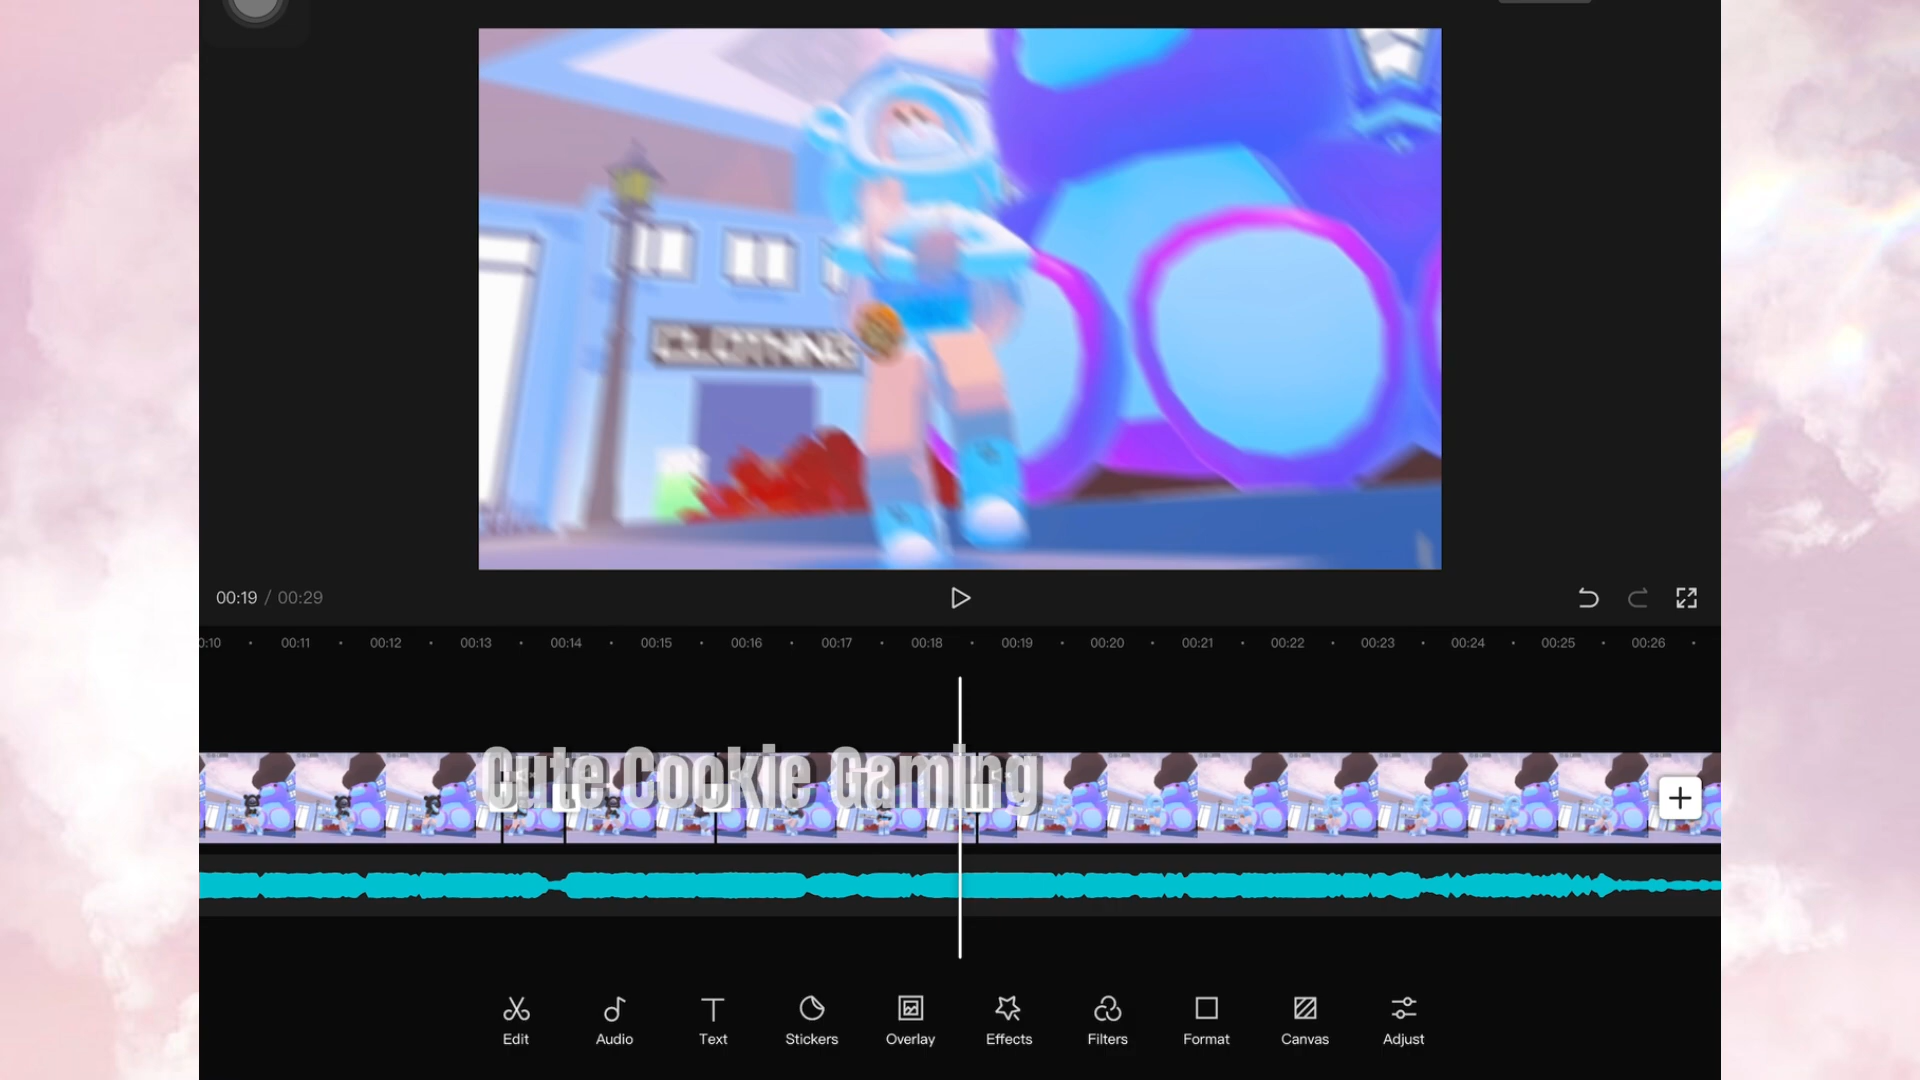 CLOTHING
00:19 / 00:29
0:10 00:11 00:12 00:13 00:14 00:15 00:16 00:17 00:18 00:19 00:20 00:21 00:22 00:23 00:24 00:25 00:26
Cute Cookie Gaming
Edit Audio Text Stickers Overlay Effects Filters Format Canvas Adjust